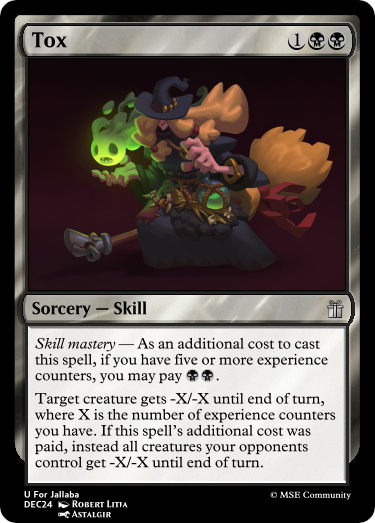 Tox 1
Sorcery — Skill
Skill mastery — As an additional cost to cast
this spell, if you have five or more experience
counters, you may pay .
Target creature gets -X/-X until end of turn,
where X is the number of experience counters
you have. If this spell's additional cost was
paid, instead all creatures your opponents
control get -X/-X until end of turn.
U For Jallaba
DEC24 Robert Litia © MSE Community
Astalgir